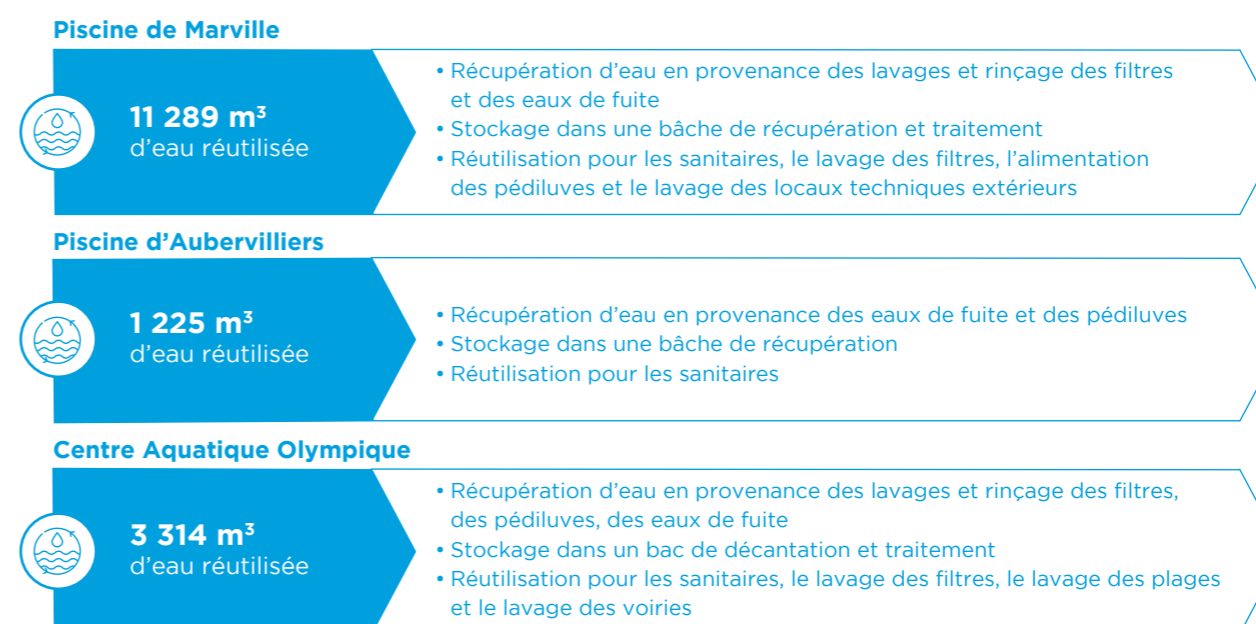 Piscine de Marville
11 289 m³
d'eau réutilisée
• Récupération d'eau en provenance des lavages et rinçage des filtres
et des eaux de fuite
• Stockage dans une bâche de récupération et traitement
• Réutilisation pour les sanitaires, le lavage des filtres, l'alimentation
des pédiluves et le lavage des locaux techniques extérieurs
Piscine d'Aubervilliers
1 225 m³
d'eau réutilisée
• Récupération d'eau en provenance des eaux de fuite et des pédiluves
• Stockage dans une bâche de récupération
• Réutilisation pour les sanitaires
Centre Aquatique Olympique
3 314 m³
d'eau réutilisée
• Récupération d'eau en provenance des lavages et rinçage des filtres,
des pédiluves, des eaux de fuite
• Stockage dans un bac de décantation et traitement
• Réutilisation pour les sanitaires, le lavage des filtres, le lavage des plages
et le lavage des voiries